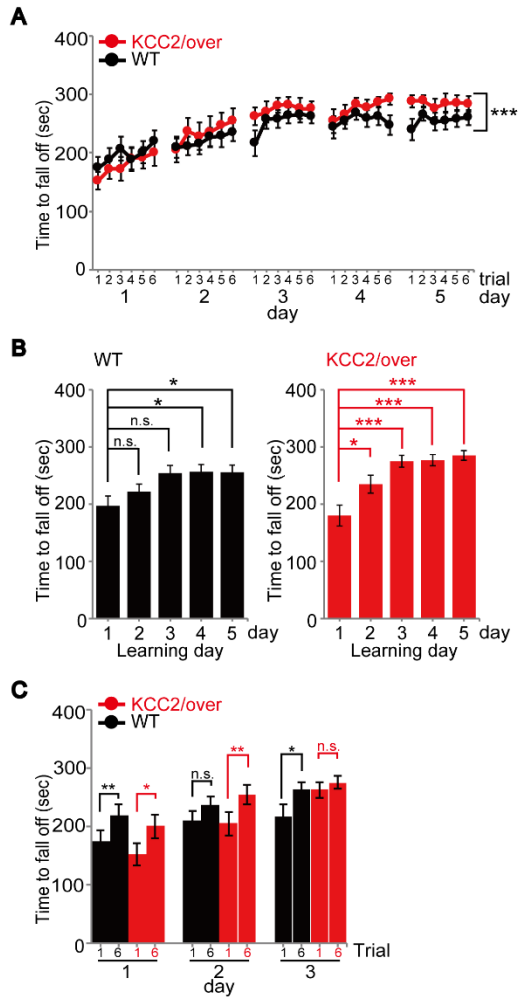 A
KCC2/over
WT
Time to fall off (sec)
400
300
200
100
0
***
1 2 3 4 5 6 1 2 3 4 5 6 1 2 3 4 5 6 1 2 3 4 5 6 1 2 3 4 5 6 trial
1 2 3 4 5 day
day
B
WT
Time to fall off (sec)
400
300
200
100
0
*
*
n.s.
n.s.
1 2 3 4 5 day
Learning day
KCC2/over
Time to fall off (sec)
400
300
200
100
0
***
***
***
*
1 2 3 4 5 day
Learning day
C
KCC2/over
WT
Time to fall off (sec)
400
300
200
100
0
** * n.s. ** * n.s.
1 6 1 6 1 6 1 6 1 6 1 6 Trial
1 2 3
day